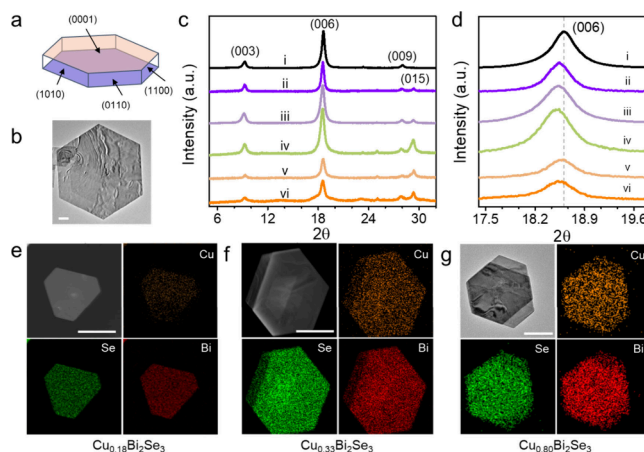 a
(0001)
(1010)
(0110)
(1100)
b
c
Intensity (a.u.)
(003)
(006)
(009)
(015)
i
ii
iii
iv
v
vi
6 12 18 24 30
2θ
d
Intensity (a.u.)
(006)
i
ii
iii
iv
v
vi
17.5 18.2 18.9 19.6
2θ
e
Cu
Se
Bi
Cu0.18Bi2Se3
f
Cu
Se
Bi
Cu0.33Bi2Se3
g
Cu
Se
Bi
Cu0.80Bi2Se3